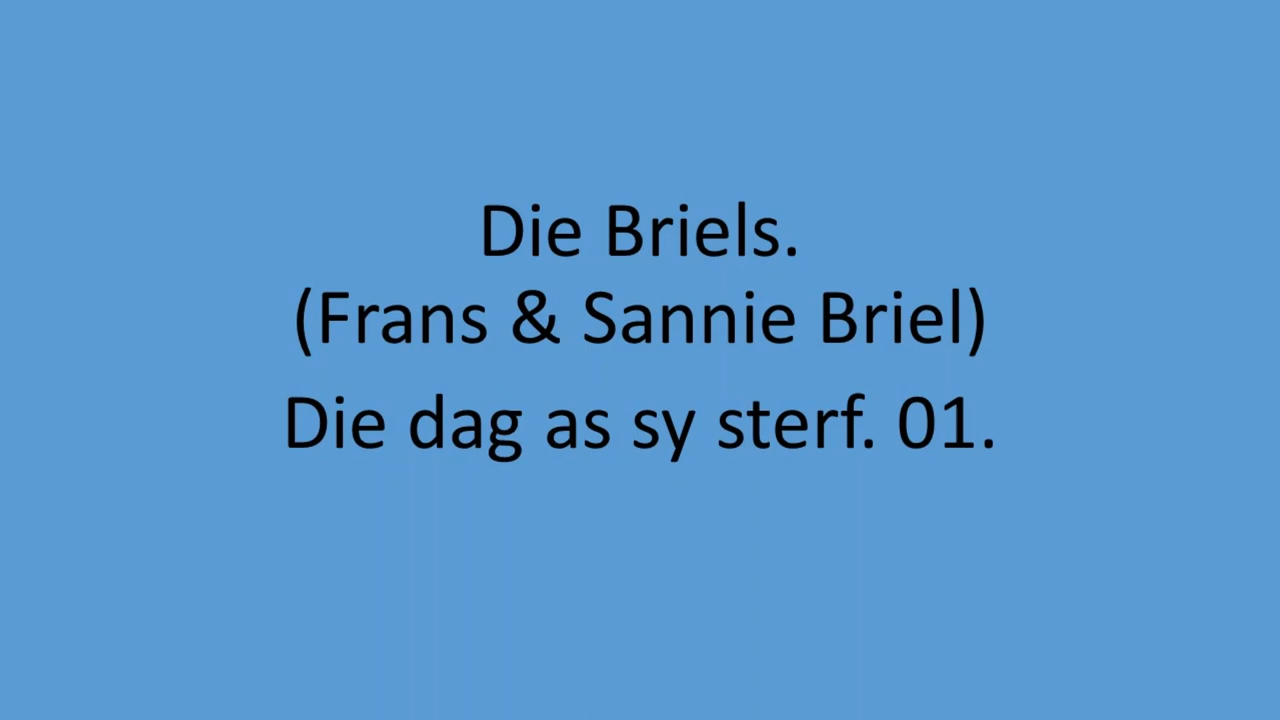 Die Briels.
(Frans & Sannie Briel)
Die dag as sy sterf. 01.